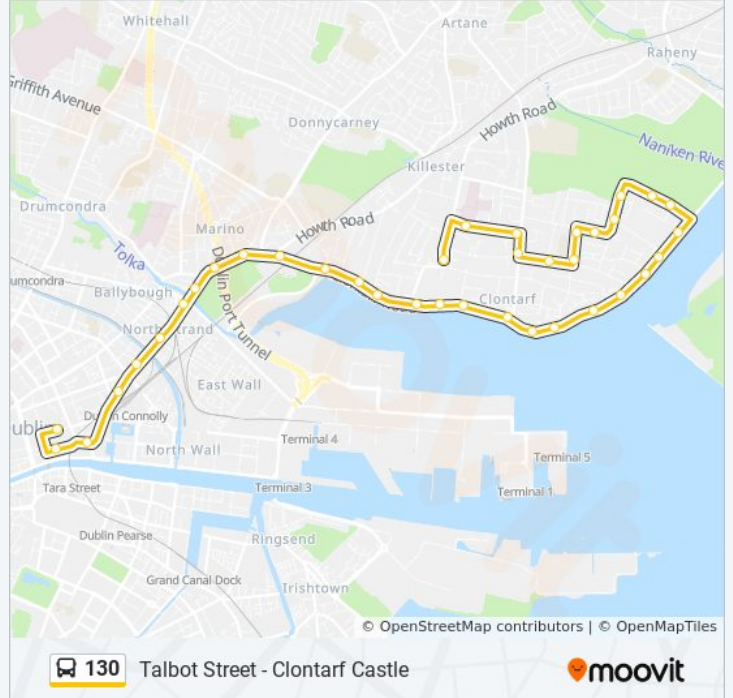 Whitehall
Artane
Raheny
Griffith Avenue
Howth Road
Donnycarney
Naniken Rive
Killester
Drumcondra
Marino
Howth Road
Tolka
Dublin Port Tunnel
umcondra
Ballybough
Clontarf
North Strand
East Wall
Dublin Connolly
ublin
North Wall
Terminal 4
Terminal 5
Tara Street
Terminal 3
Terminal 1
Dublin Pearse
Ringsend
Grand Canal Dock
Irishtown
© OpenStreetMap contributors | © OpenMapTiles
130 Talbot Street - Clontarf Castle
moovit